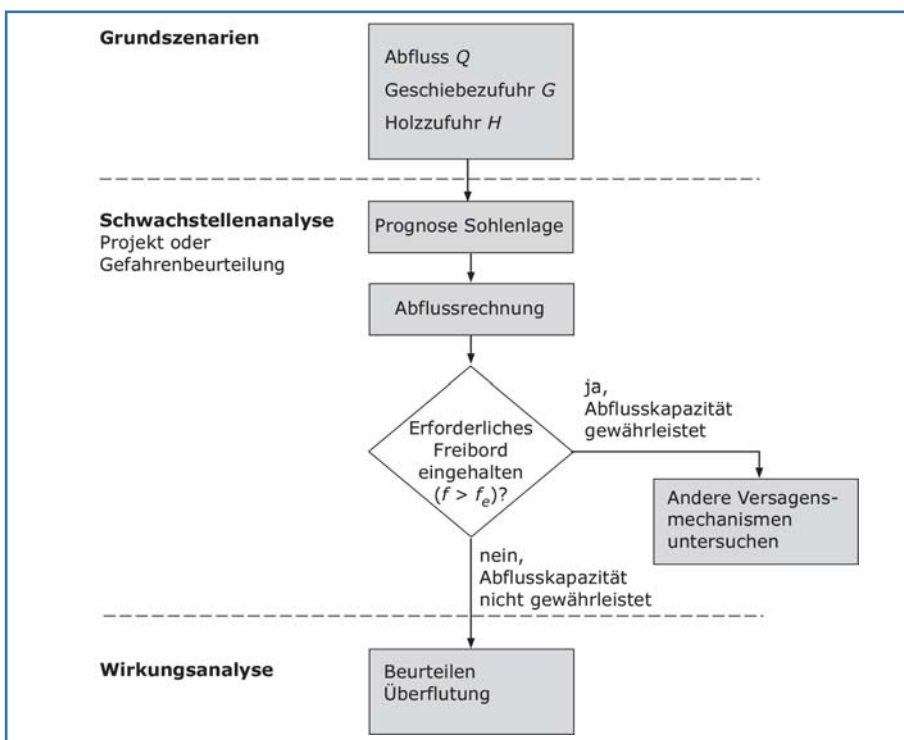 Grundszenarien
Abfluss Q
Geschiebezufuhr G
Holzzufuhr H
Schwachstellenanalyse
Projekt oder
Gefahrenbeurteilung
Prognose Sohlenlage
Abflussrechnung
Erforderliches
Freibord
eingehalten
(f > fe)?
ja,
Abflusskapazität
gewährleistet
Andere Versagens-
mechanismen
untersuchen
nein,
Abflusskapazität
nicht gewährleistet
Wirkungsanalyse
Beurteilen
Überflutung